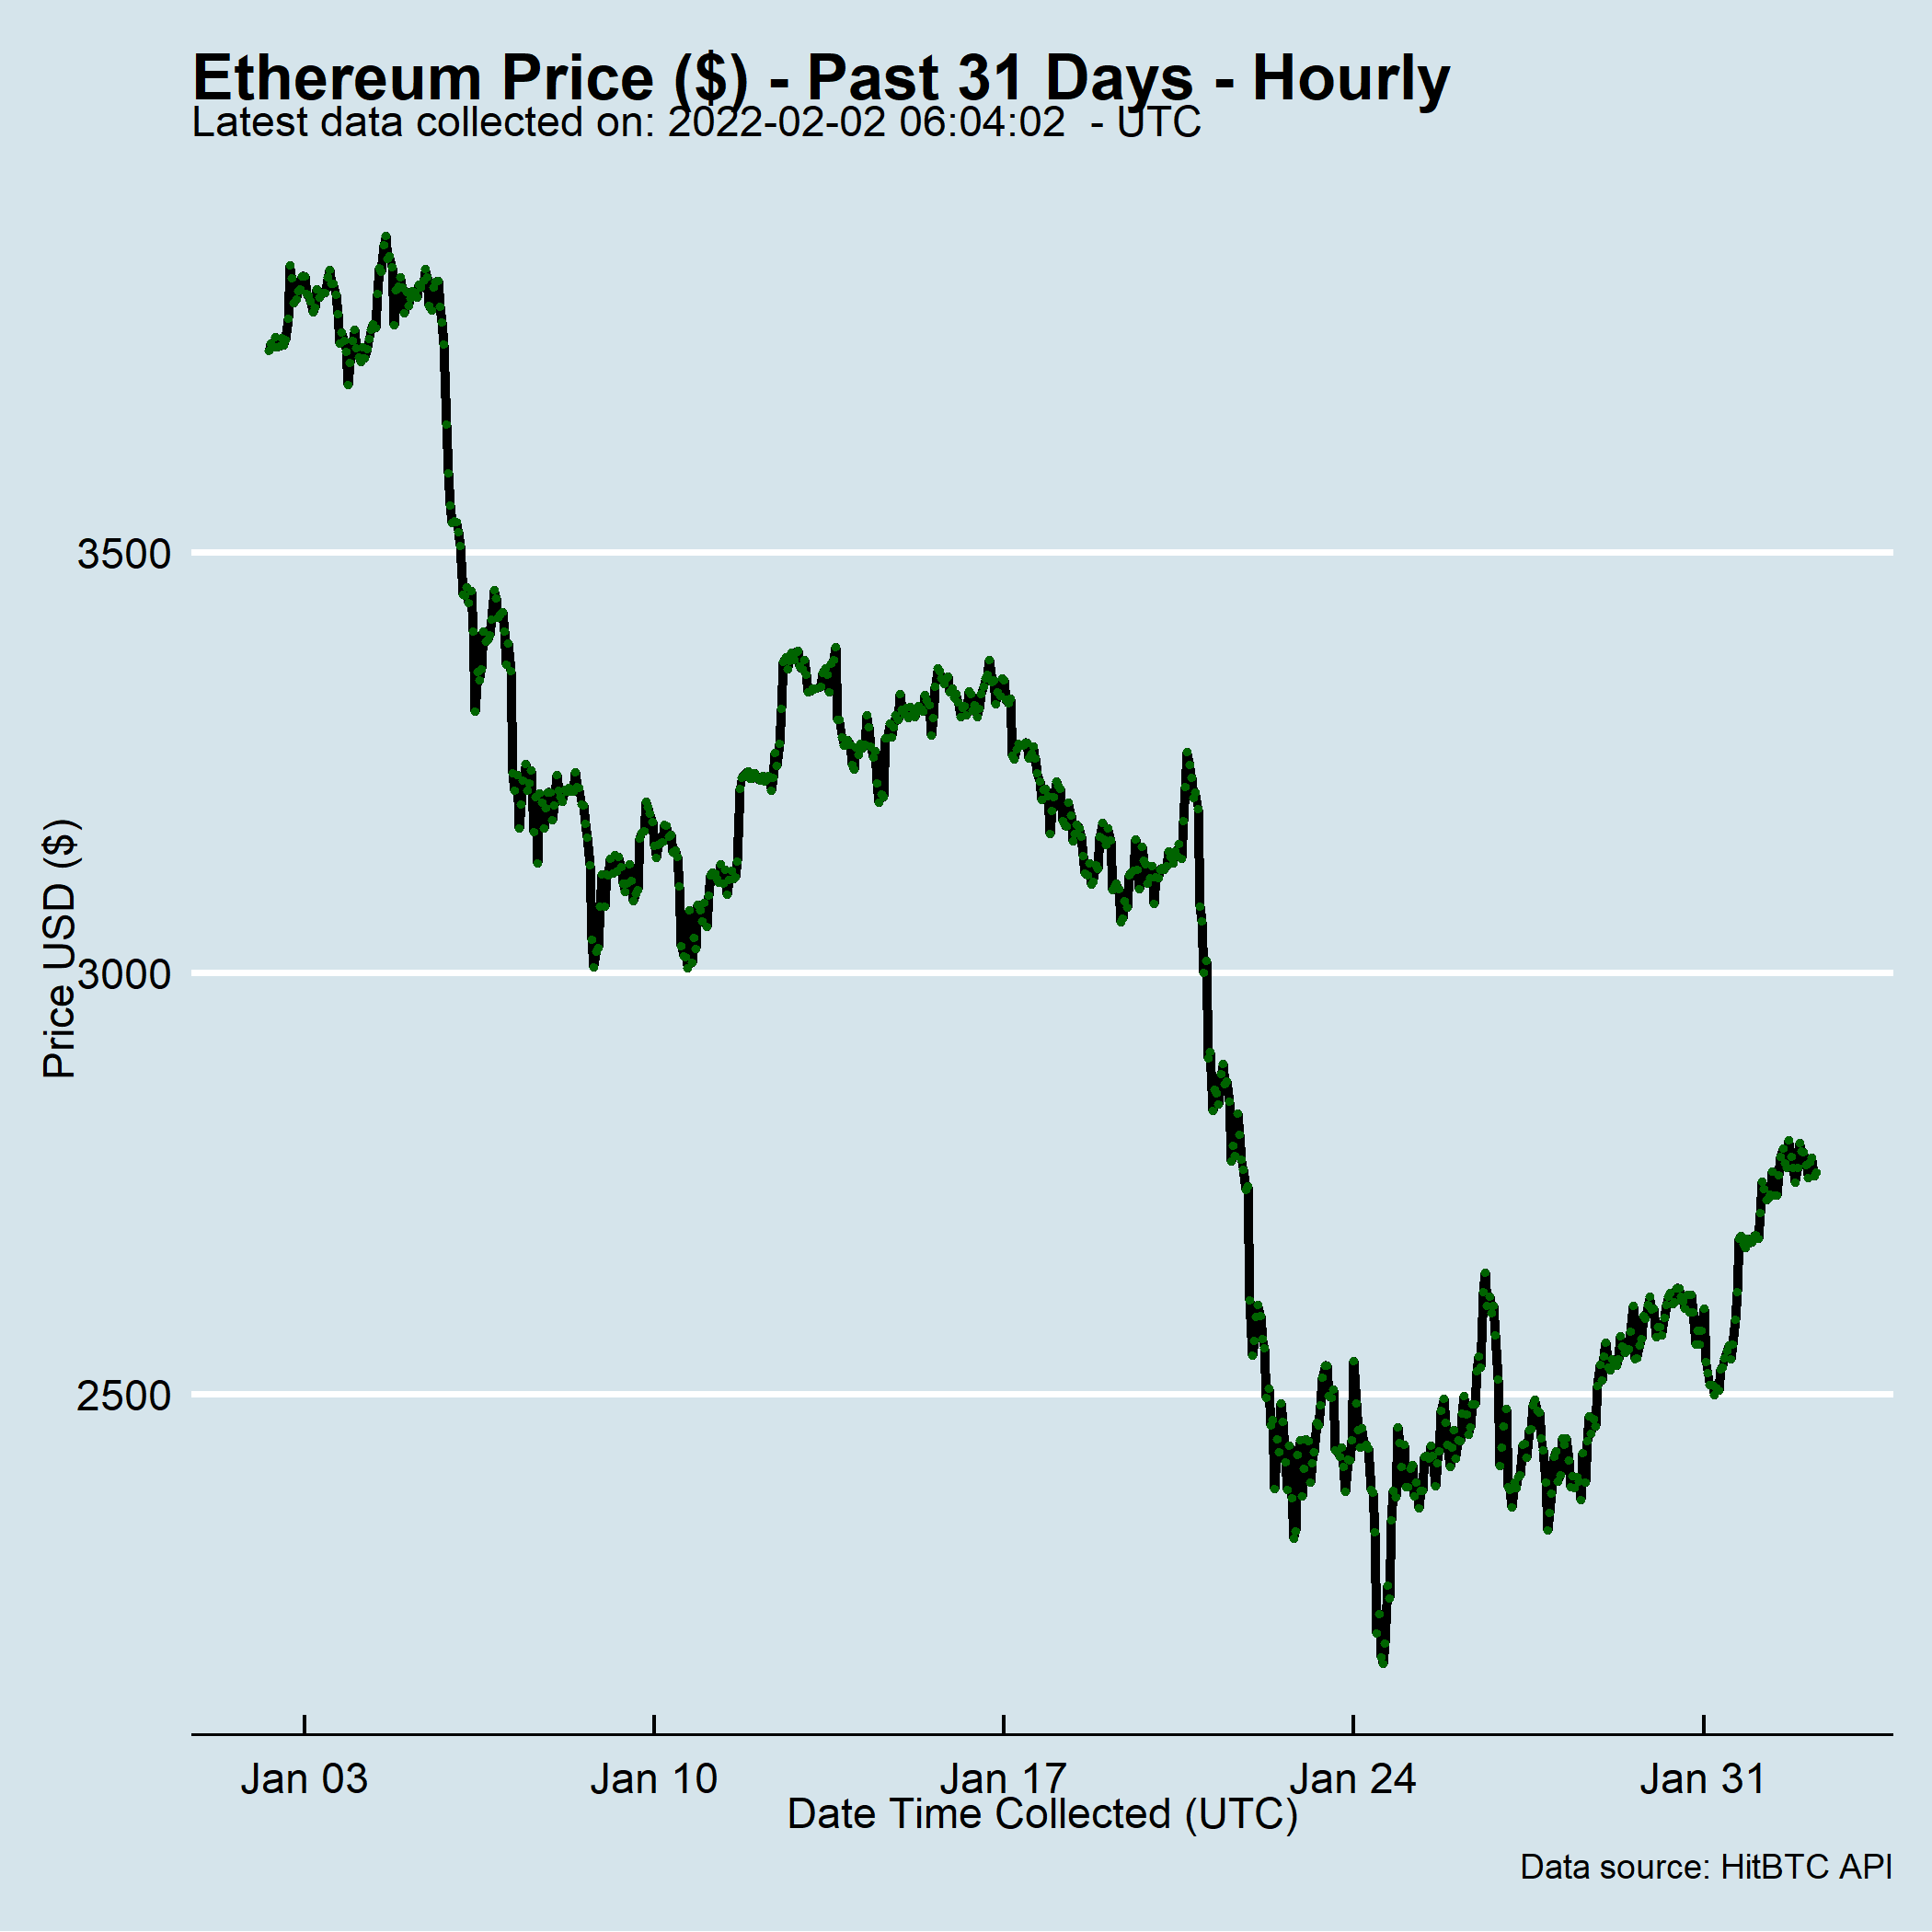 Ethereum Price ($) - Past 31 Days - Hourly
Latest data collected on: 2022-02-02 06:04:02  - UTC
Price USD ($)
3500
3000
2500
Jan 03
Jan 10
Jan 17
Jan 24
Jan 31
Date Time Collected (UTC)
Data source: HitBTC API